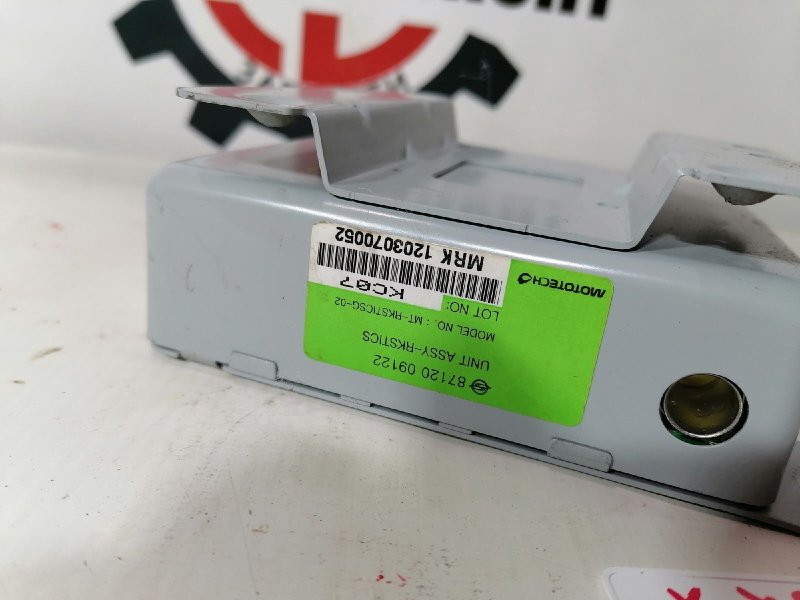 87120 09122
UNIT ASSY-RKSTICS
MODEL NO. : MT-RKSTICSG-02
LOT NO:
KC07
MRK 1203070052
MOTOTECH